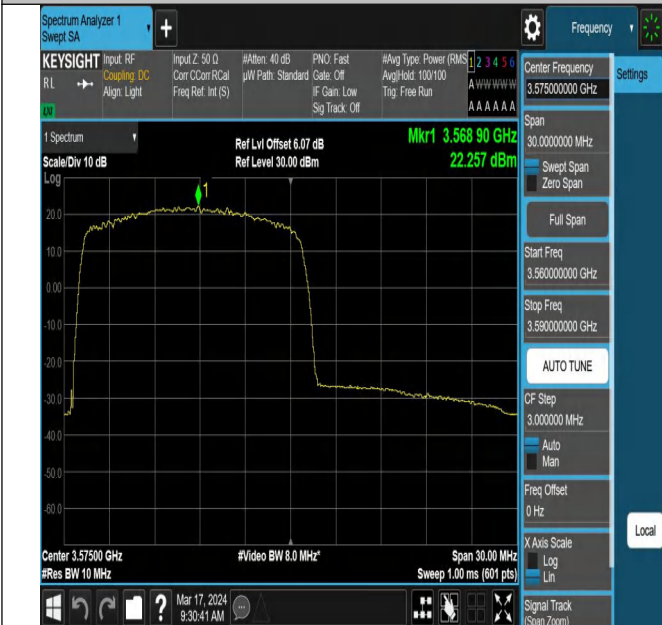 Spectrum Analyzer 1
Swept SA
+
Frequency
KEYSIGHT
RL
Input: RF
Coupling: DC
Align: Light
Input Z: 50 Ω
Corr CCorr RCal
Freq Ref: Int (S)
#Atten: 40 dB
µW Path: Standard
PNO: Fast
Gate: Off
IF Gain: Low
Sig Track: Off
#Avg Type: Power (RMS
Avg|Hold: 100/100
Trig: Free Run
1 2 3 4 5 6
A W W W W W
A A A A A A
1 Spectrum
Scale/Div 10 dB
Log
Ref Lvl Offset 6.07 dB
Ref Level 30.00 dBm
Mkr1 3.568 90 GHz
22.257 dBm
1
20.0
10.0
0.00
-10.0
-20.0
-30.0
-40.0
-50.0
-60.0
Center 3.57500 GHz
#Res BW 10 MHz
#Video BW 8.0 MHz*
Span 30.00 MHz
Sweep 1.00 ms (601 pts)
?
Mar 17, 2024
9:30:41 AM
Center Frequency
3.575000000 GHz
Settings
Span
30.0000000 MHz
Swept Span
Zero Span
Full Span
Start Freq
3.560000000 GHz
Stop Freq
3.590000000 GHz
AUTO TUNE
CF Step
3.000000 MHz
Auto
Man
Freq Offset
0 Hz
Local
X Axis Scale
Log
Lin
Signal Track
(Span Zoom)